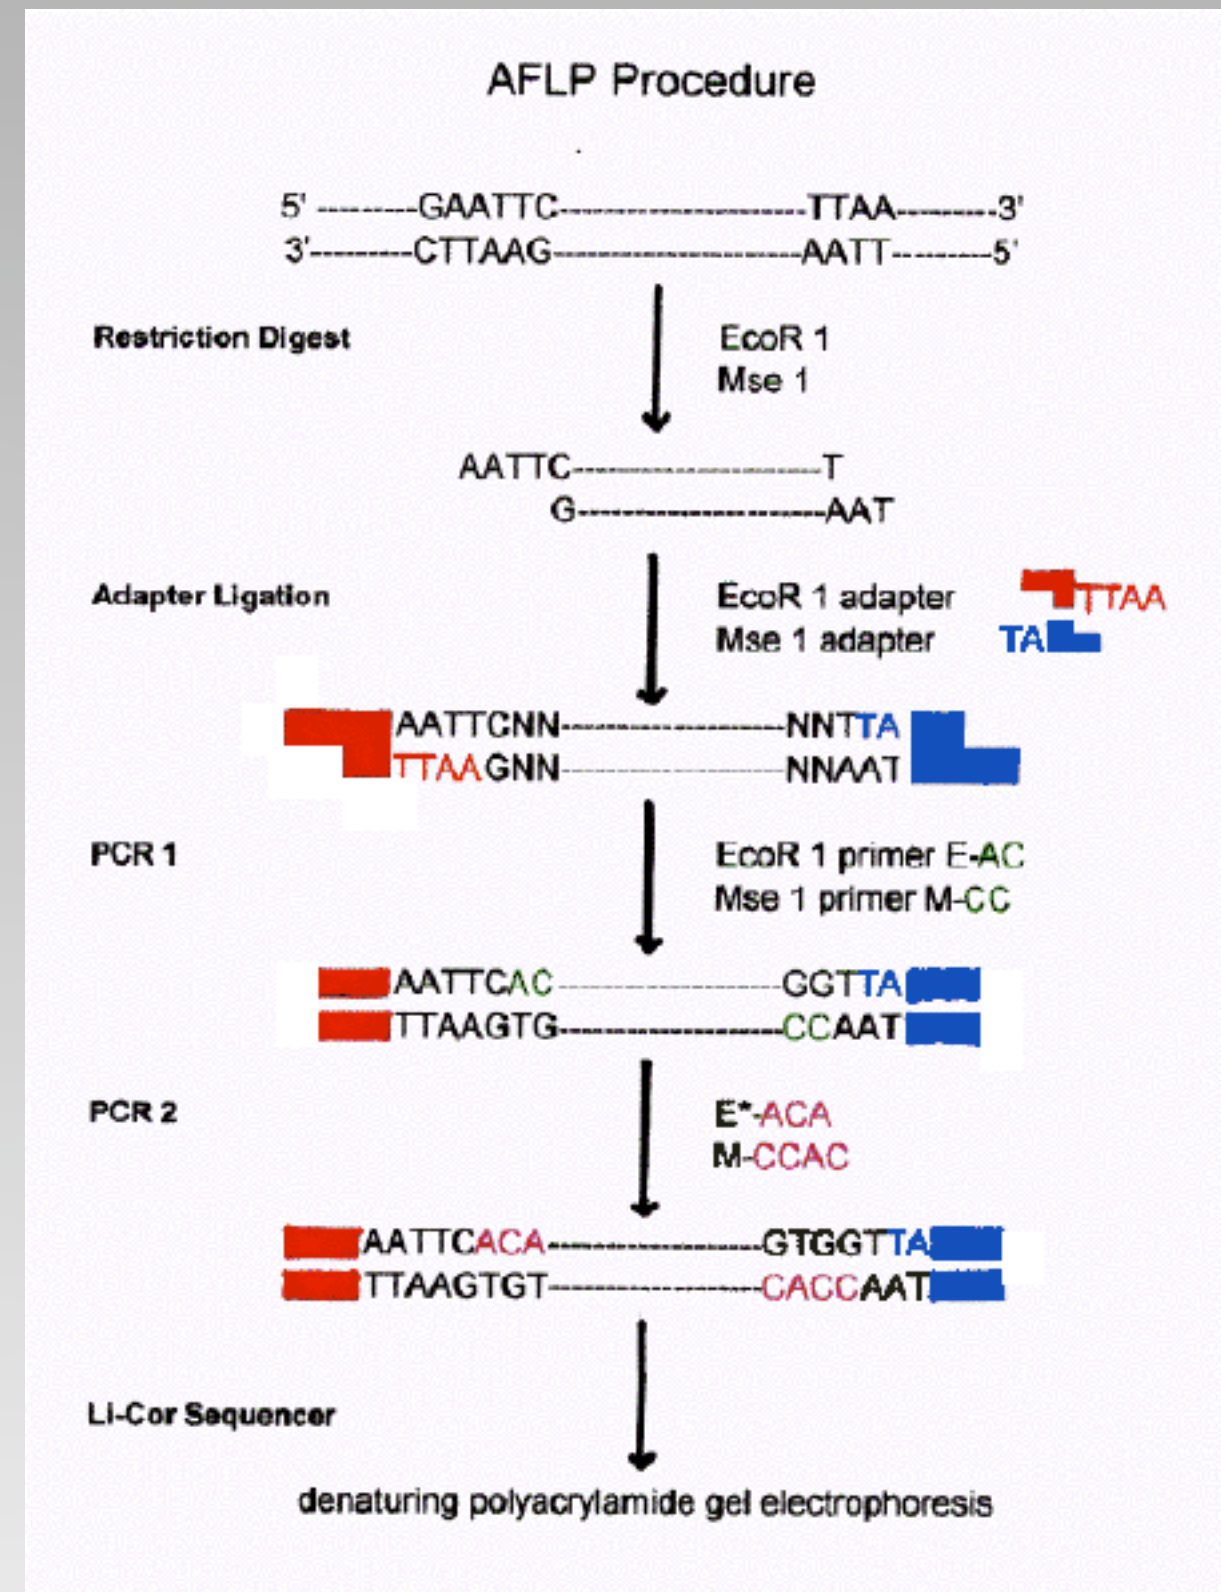 AFLP Procedure
5' ---------GAATTC----------------------TTAA---------3'
3'---------CTTAAG----------------------AATT---------5'
Restriction Digest
EcoR 1
Mse 1
AATTC----------------------T
G----------------------AAT
Adapter Ligation
EcoR 1 adapter TTAA
Mse 1 adapter TA
AATTCNN--------------------NNTTA
TTAAGNN--------------------NNAAT
PCR 1
EcoR 1 primer E-AC
Mse 1 primer M-CC
AATTCAC--------------------GGTTA
TTAAGTG--------------------CCAAT
PCR 2
E*-ACA
M-CCAC
AATTCACA--------------------GTGGTTA
TTAAGTGT--------------------CACCAAT
Li-Cor Sequencer
denaturing polyacrylamide gel electrophoresis